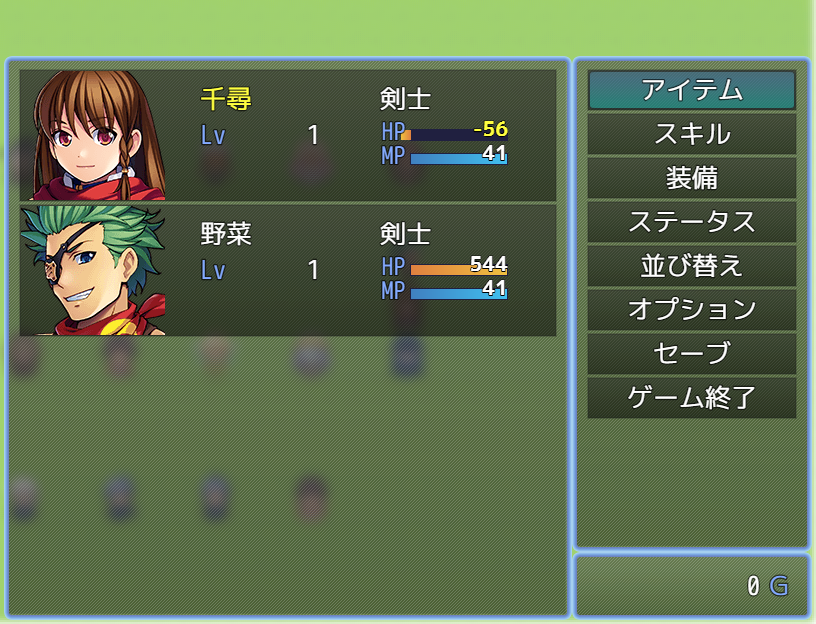 千尋 剣士
Lv 1 HP -56
MP 41
野菜 剣士
Lv 1 HP 544
MP 41
アイテム
スキル
装備
ステータス
並び替え
オプション
セーブ
ゲーム終了
0 G